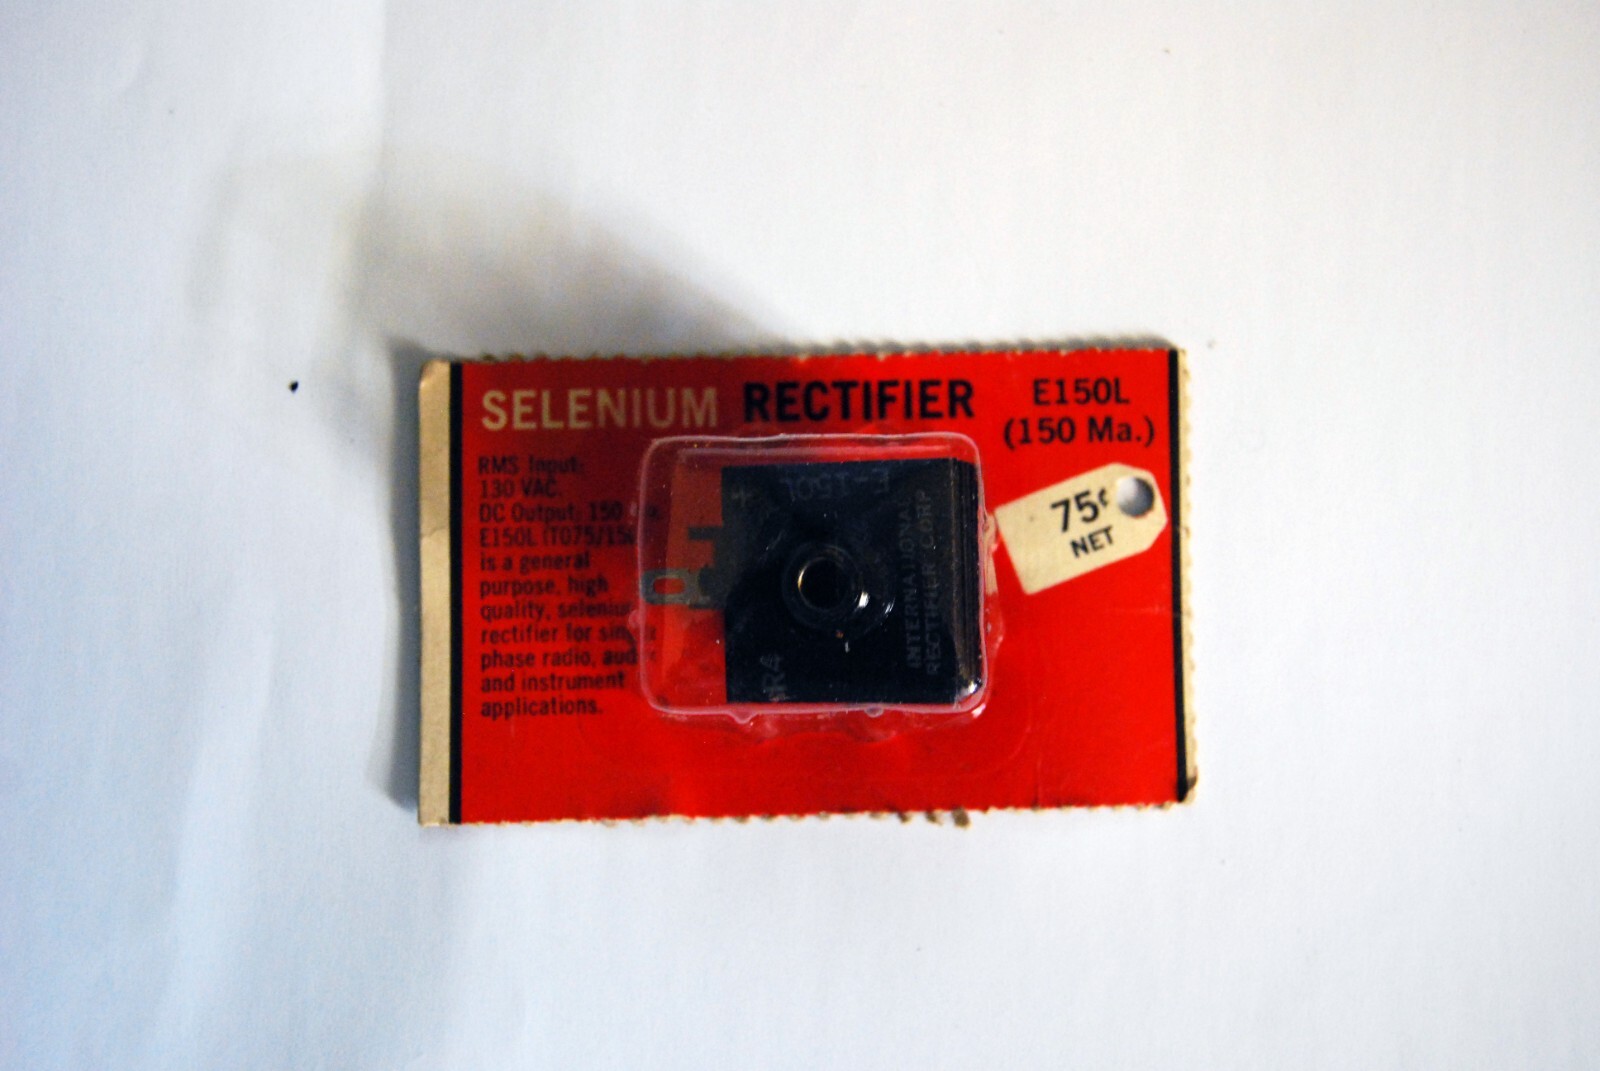 SELENIUM RECTIFIER
E150L
(150 Ma.)
RMS Input:
130 VAC.
DC Output: 150
E150L (T075/150
is a general
purpose, high
quality, selenium
rectifier for single
phase radio, audio
and instrument
applications.
75¢
NET
+
E-150L
INTERNATIONAL
RECTIFIER CORP